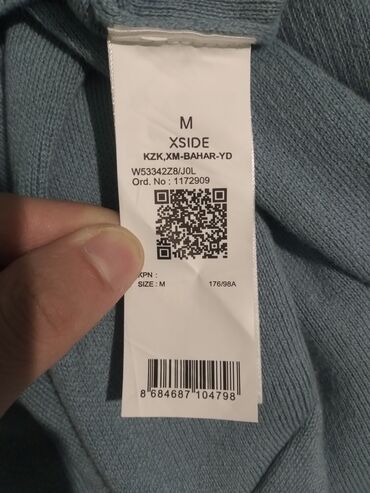 M
XSIDE
KZK,XM-BAHAR-YD
W53342Z8/J0L
Ord. No : 1172909
XPN :
SIZE : M 176/98A
8 684687 104798